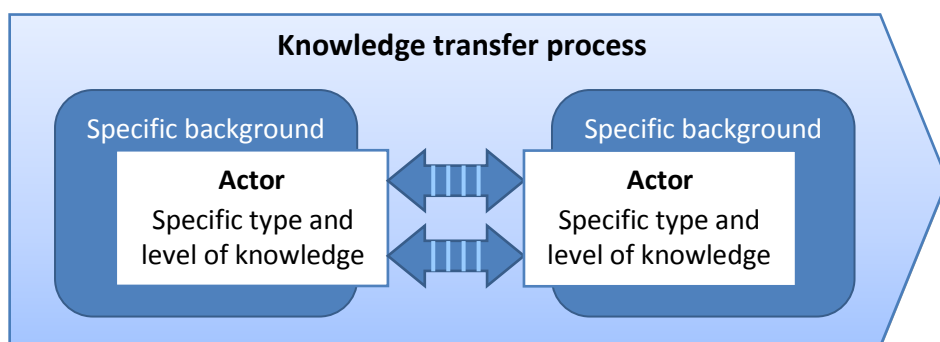 Knowledge transfer process
Specific background
Actor
Specific type and
level of knowledge
Specific background
Actor
Specific type and
level of knowledge